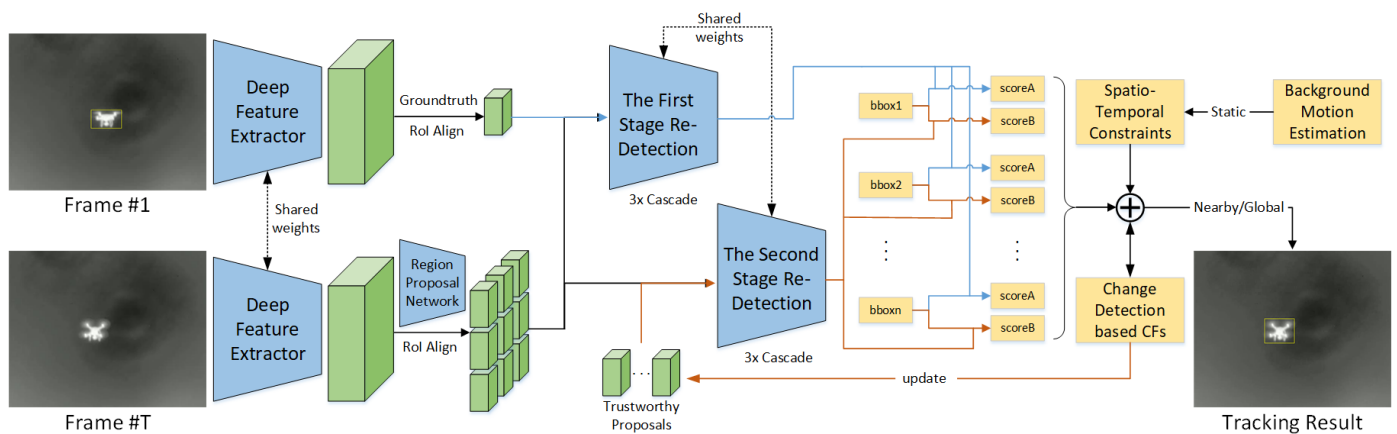 Deep
Feature
Extractor
Frame #1
Groundtruth
RoI Align
Shared
weights
The First
Stage Re-
Detection
3x Cascade
Shared
weights
Deep
Feature
Extractor
Frame #T
Region
Proposal
Network
RoI Align
The Second
Stage Re-
Detection
3x Cascade
...
Trustworthy
Proposals
bbox1
scoreA
scoreB
bbox2
scoreA
scoreB
bboxn
scoreA
scoreB
Spatio-
Temporal
Constraints
Static
Background
Motion
Estimation
Nearby/Global
Change
Detection
based CFs
update
Tracking Result